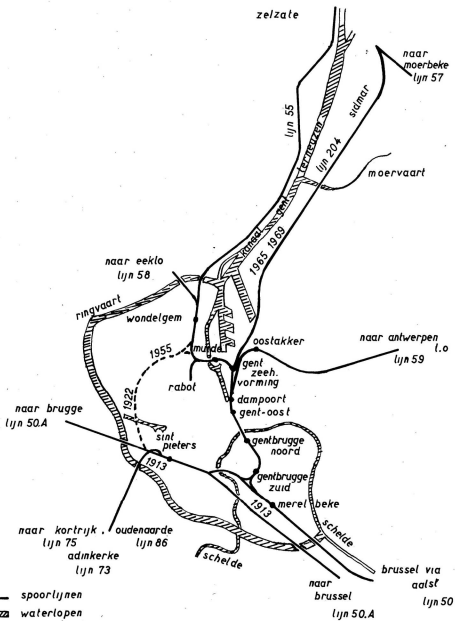 zelzate
naar
moerbeke
lijn 57
lijn 55
sidmar
lijn 204
moervaart
kanaal gent terneuzen
1965 1969
naar eeklo
lijn 58
ringvaart
wondelgem
1955
muide
oostakker
naar antwerpen
l.o
lijn 59
rabot
gent
zeeh.
vorming
1922
dampoort
gent-oost
naar brugge
lijn 50.A
sint
pieters
1913
gentbrugge
noord
gentbrugge
zuid
1913
merelbeke
naar kortrijk, oudenaarde
lijn 75 lijn 86
adinkerke
lijn 73
schelde
schelde
brussel via
aalst
lijn 50
naar
brussel
lijn 50.A
spoorlijnen
waterlopen